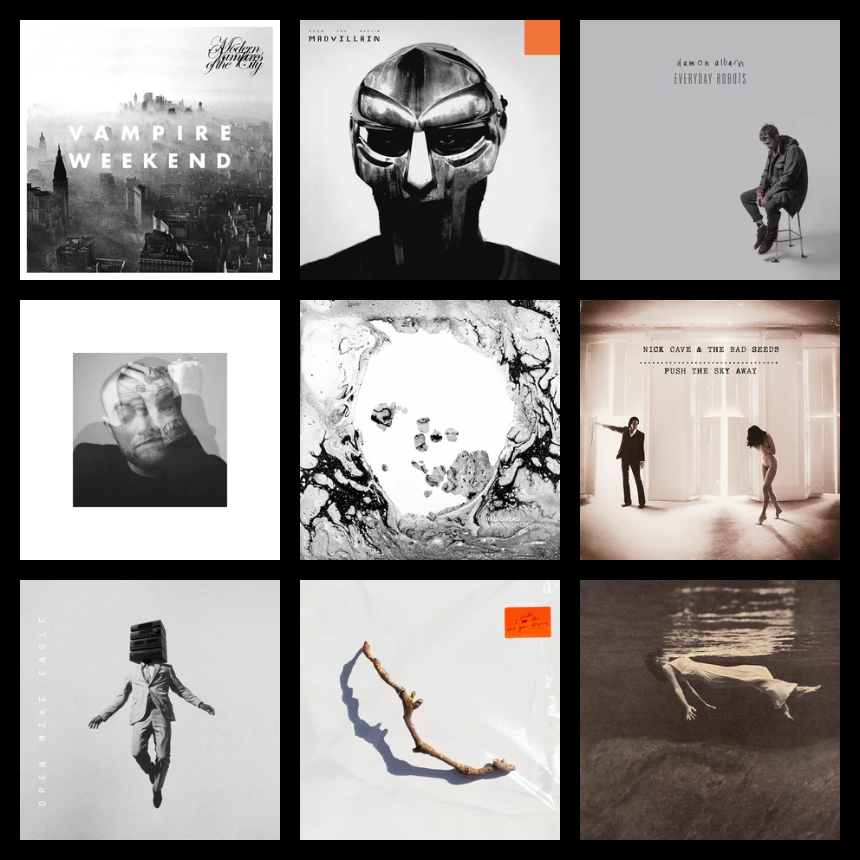 Modern
Vampires
of the City
VAMPIRE
WEEKEND
MADVILLAIN
damon albarn
EVERYDAY ROBOTS
RADIOHEAD
NICK CAVE & THE BAD SEEDS
PUSH THE SKY AWAY
OPEN MIKE EAGLE